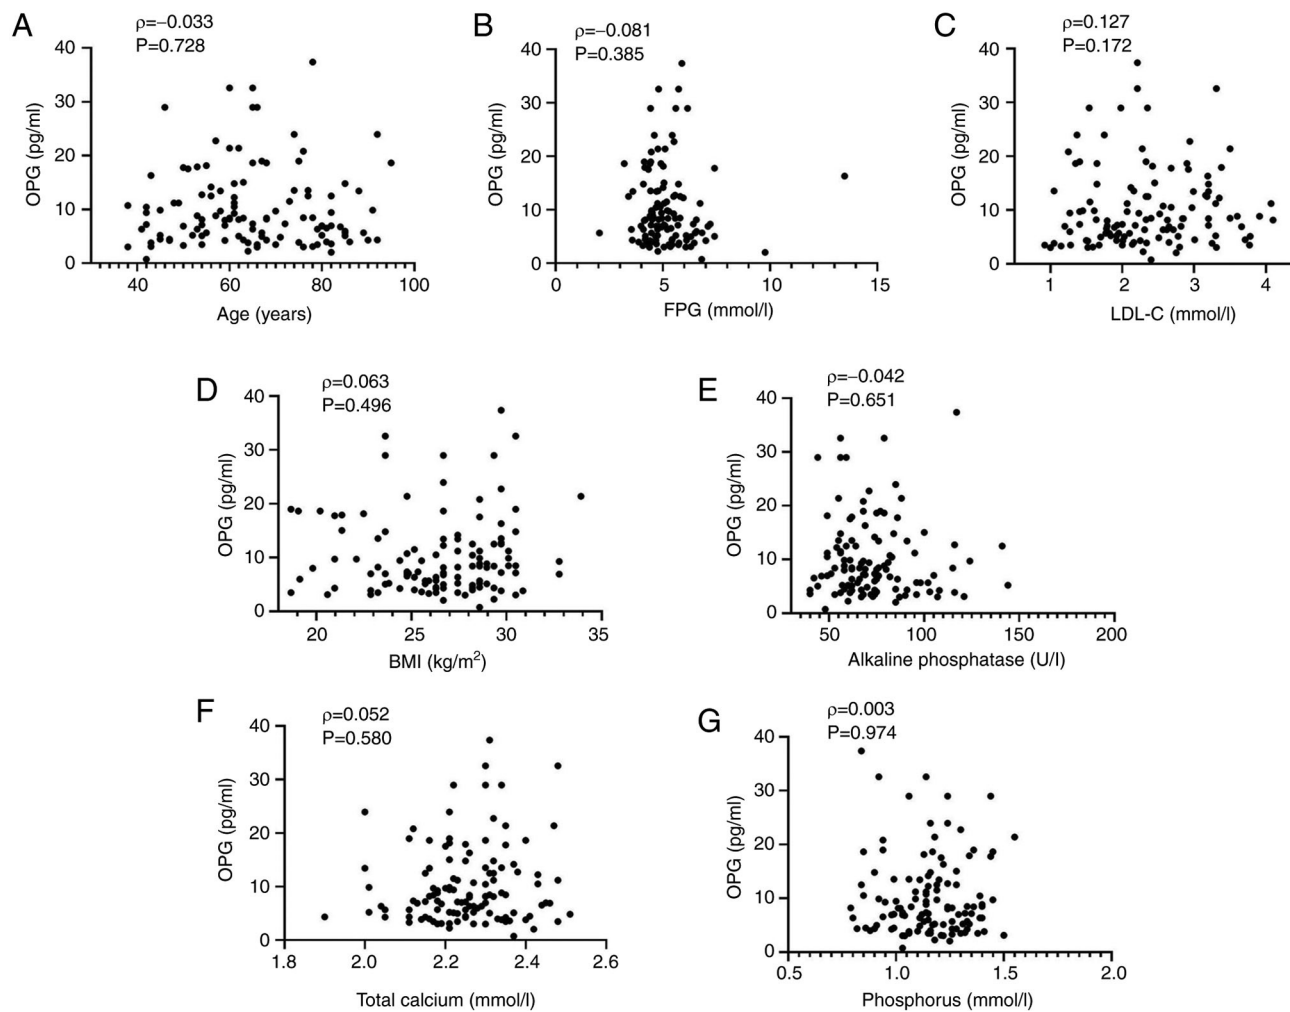 A
ρ=−0.033
P=0.728
OPG (pg/ml)
40
30
20
10
0
40 60 80 100
Age (years)
B
ρ=−0.081
P=0.385
OPG (pg/ml)
40
30
20
10
0
0 5 10 15
FPG (mmol/l)
C
ρ=0.127
P=0.172
OPG (pg/ml)
40
30
20
10
0
1 2 3 4
LDL-C (mmol/l)
D
ρ=0.063
P=0.496
OPG (pg/ml)
40
30
20
10
0
20 25 30 35
BMI (kg/m²)
E
ρ=−0.042
P=0.651
OPG (pg/ml)
40
30
20
10
0
50 100 150 200
Alkaline phosphatase (U/l)
F
ρ=0.052
P=0.580
OPG (pg/ml)
40
30
20
10
0
1.8 2.0 2.2 2.4 2.6
Total calcium (mmol/l)
G
ρ=0.003
P=0.974
OPG (pg/ml)
40
30
20
10
0
0.5 1.0 1.5 2.0
Phosphorus (mmol/l)